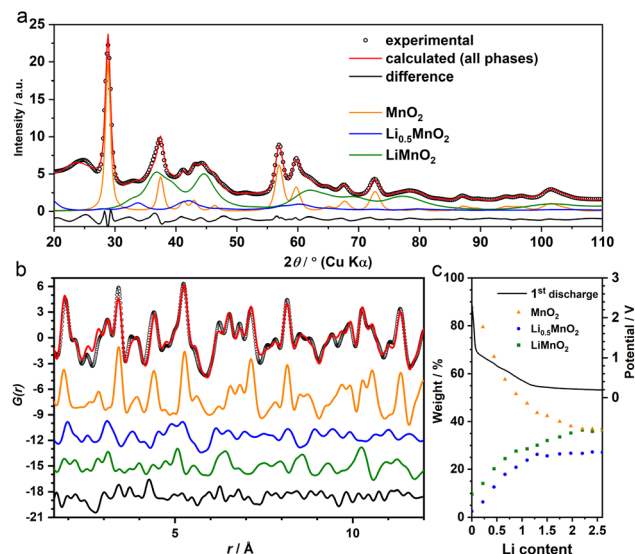 a
25
20
15
10
5
0
Intensity / a.u.
experimental
calculated (all phases)
difference
MnO2
Li0.5MnO2
LiMnO2
20 30 40 50 60 70 80 90 100 110
2θ / ° (Cu Kα)
b
6
3
0
-3
-6
-9
-12
-15
-18
-21
G(r)
5 10
r / Å
c
100
80
60
40
20
0
Weight / %
1st discharge
MnO2
Li0.5MnO2
LiMnO2
3
2
1
0
Potential / V
0.0 0.5 1.0 1.5 2.0 2.5
Li content